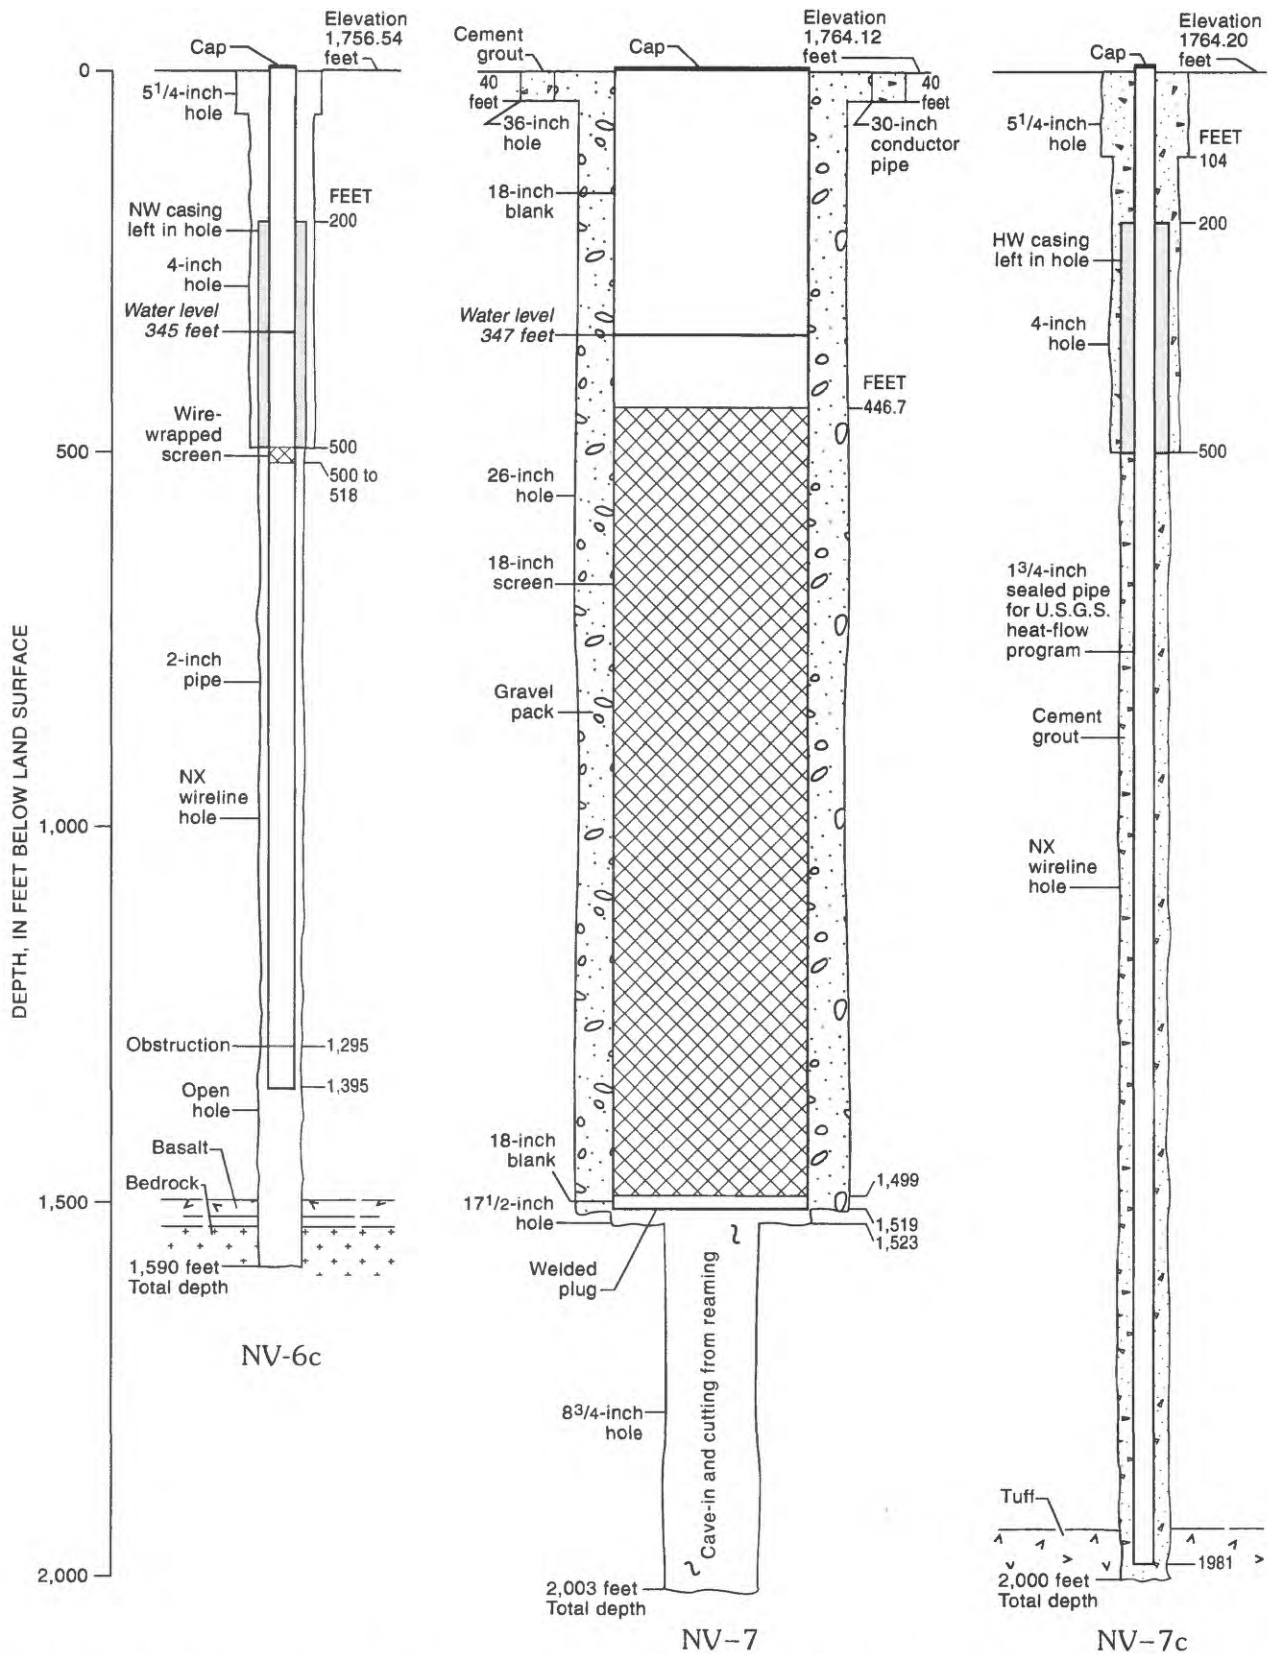 DEPTH, IN FEET BELOW LAND SURFACE
0
500
1,000
1,500
2,000
Elevation
1,756.54
feet
Cap
5 1/4-inch
hole
FEET
200
NW casing
left in hole
4-inch
hole
Water level
345 feet
Wire-
wrapped
screen
500
500 to
518
2-inch
pipe
NX
wireline
hole
Obstruction
1,295
1,395
Open
hole
Basalt
Bedrock
1,590 feet
Total depth
NV-6c
Elevation
1,764.12
feet
Cement
grout
Cap
40
feet
40
feet
36-inch
hole
30-inch
conductor
pipe
18-inch
blank
Water level
347 feet
FEET
446.7
26-inch
hole
18-inch
screen
Gravel
pack
18-inch
blank
1,499
17 1/2-inch
hole
1,519
1,523
Welded
plug
Cave-in and cutting from reaming
8 3/4-inch
hole
2,003 feet
Total depth
NV-7
Elevation
1764.20
feet
Cap
5 1/4-inch
hole
FEET
104
200
HW casing
left in hole
4-inch
hole
500
1 3/4-inch
sealed pipe
for U.S.G.S.
heat-flow
program
Cement
grout
NX
wireline
hole
Tuff
1981
2,000 feet
Total depth
NV-7c